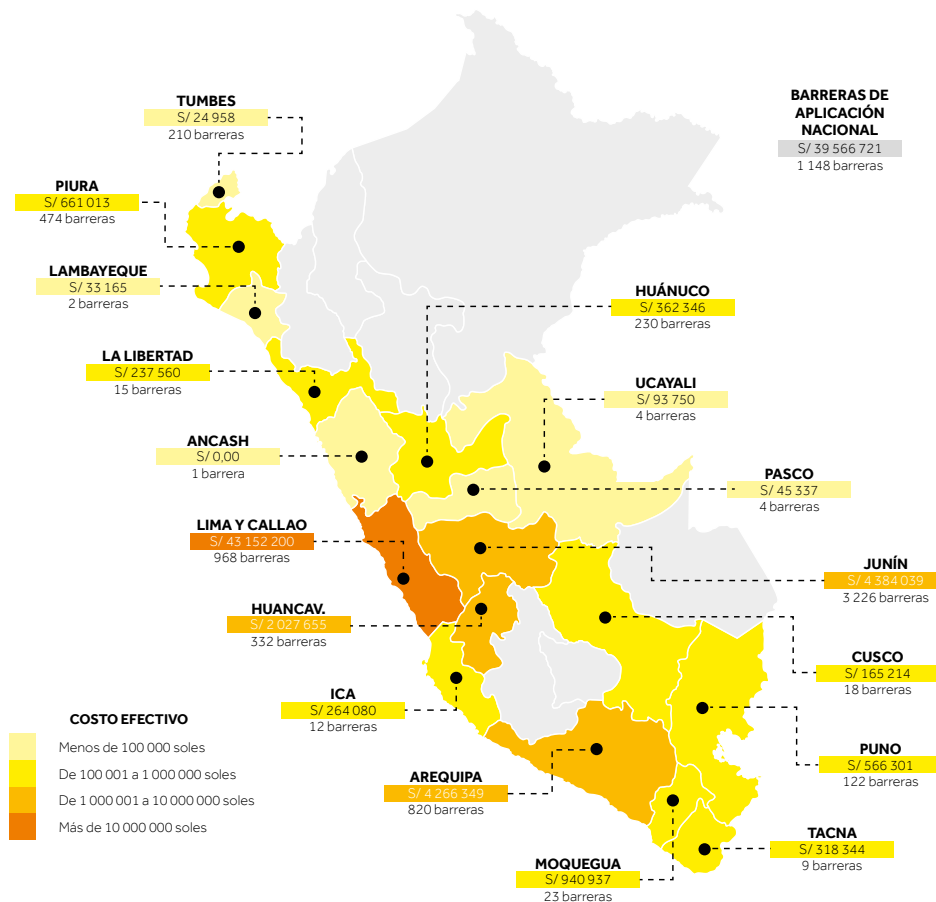 TUMBES
S/ 24 958
210 barreras
BARRERAS DE
APLICACIÓN
NACIONAL
S/ 39 566 721
1 148 barreras
PIURA
S/ 661 013
474 barreras
LAMBAYEQUE
S/ 33 165
2 barreras
HUÁNUCO
S/ 362 346
230 barreras
LA LIBERTAD
S/ 237 560
15 barreras
UCAYALI
S/ 93 750
4 barreras
ANCASH
S/ 0,00
1 barrera
PASCO
S/ 45 337
4 barreras
LIMA Y CALLAO
S/ 43 152 200
968 barreras
JUNÍN
S/ 4 384 039
3 226 barreras
HUANCAV.
S/ 2 027 655
332 barreras
CUSCO
S/ 165 214
18 barreras
ICA
S/ 264 080
12 barreras
PUNO
S/ 566 301
122 barreras
AREQUIPA
S/ 4 266 349
820 barreras
TACNA
S/ 318 344
9 barreras
MOQUEGUA
S/ 940 937
23 barreras
COSTO EFECTIVO
Menos de 100 000 soles
De 100 001 a 1 000 000 soles
De 1 000 001 a 10 000 000 soles
Más de 10 000 000 soles